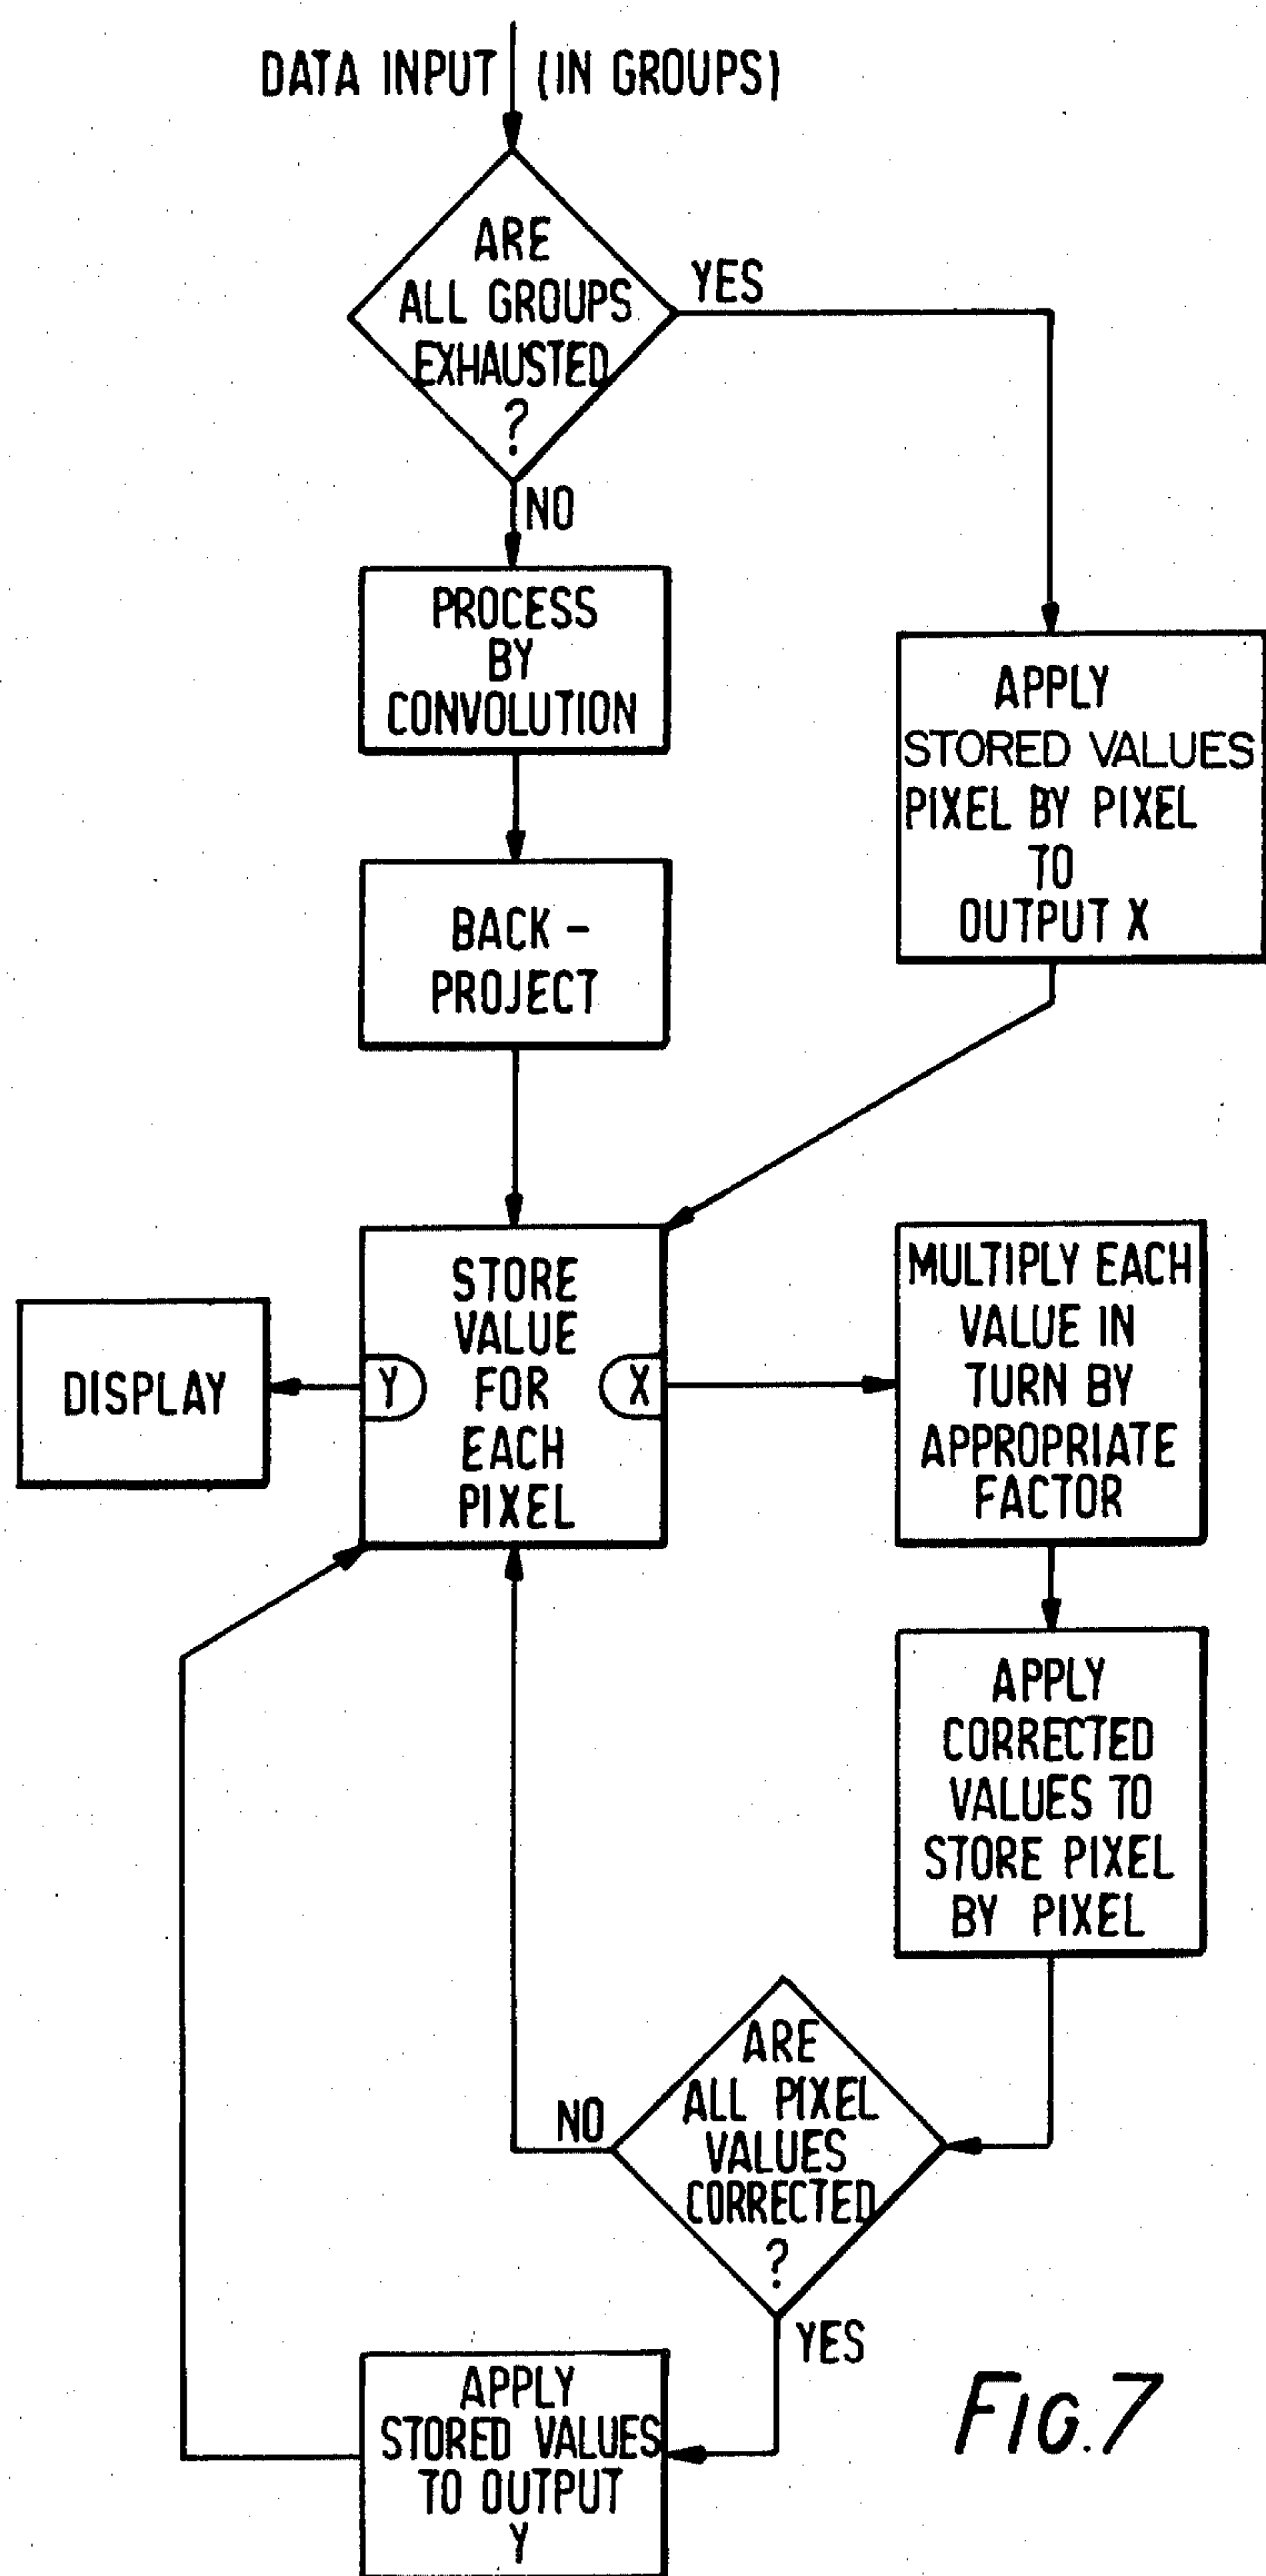 DATA INPUT (IN GROUPS)
ARE
ALL GROUPS
EXHAUSTED
?
YES
NO
PROCESS
BY
CONVOLUTION
APPLY
STORED VALUES
PIXEL BY PIXEL
TO
OUTPUT X
BACK -
PROJECT
STORE
VALUE
FOR
EACH
PIXEL
Y
X
DISPLAY
MULTIPLY EACH
VALUE IN
TURN BY
APPROPRIATE
FACTOR
APPLY
CORRECTED
VALUES TO
STORE PIXEL
BY PIXEL
ARE
ALL PIXEL
VALUES
CORRECTED
?
NO
YES
APPLY
STORED VALUES
TO OUTPUT
Y
FIG.7